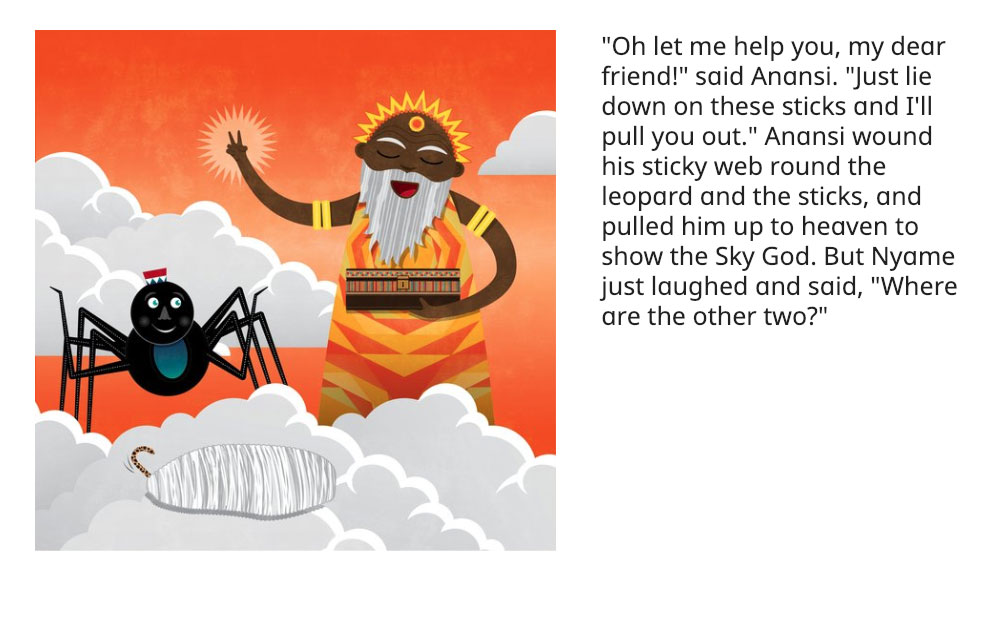 "Oh let me help you, my dear
friend!" said Anansi. "Just lie
down on these sticks and I'll
pull you out." Anansi wound
his sticky web round the
leopard and the sticks, and
pulled him up to heaven to
show the Sky God. But Nyame
just laughed and said, "Where
are the other two?"